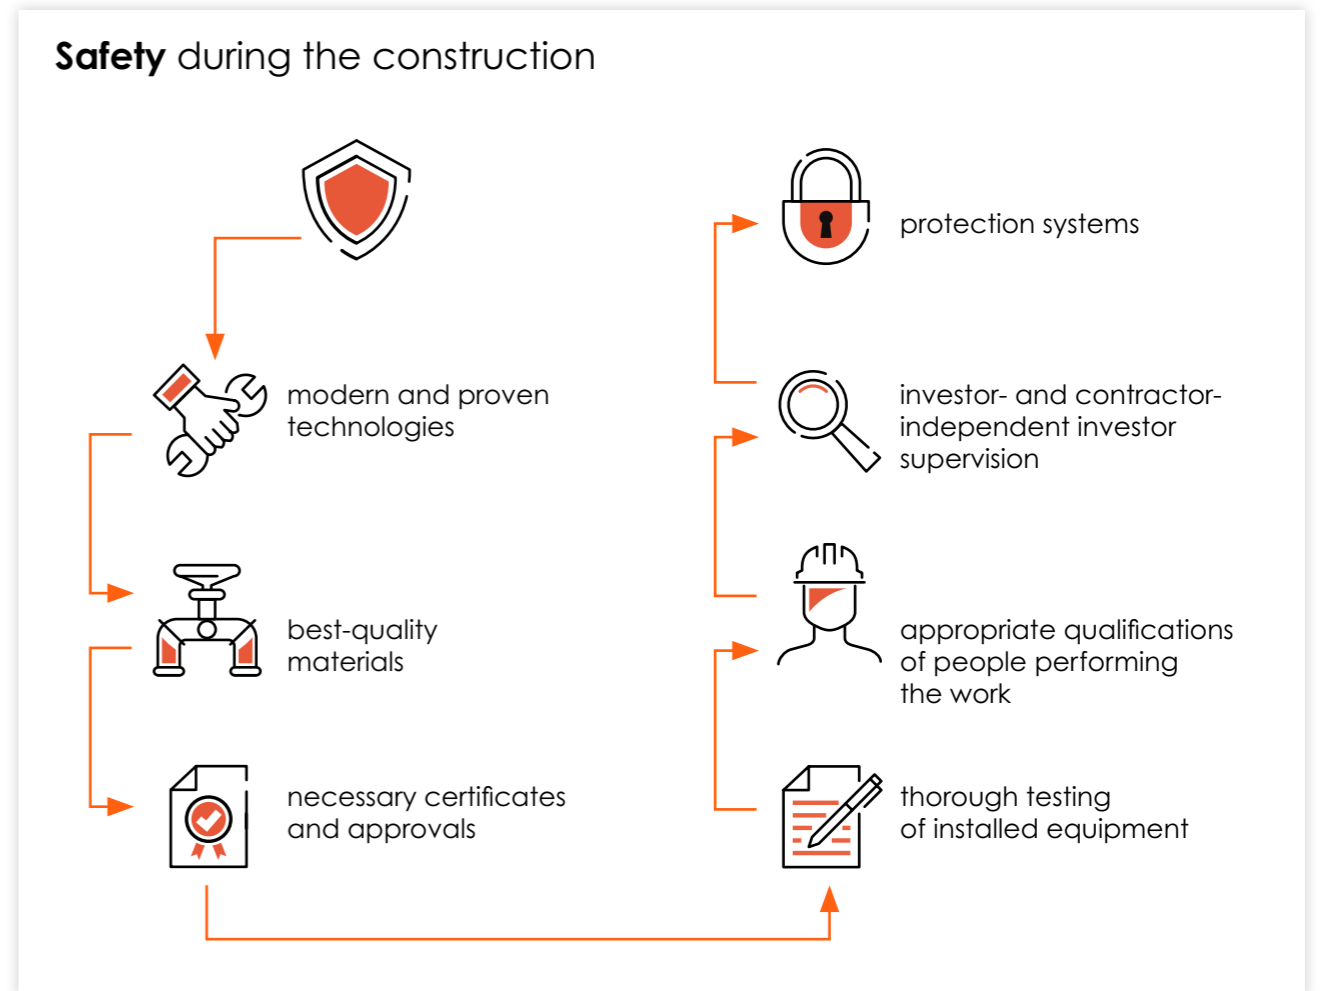 Safety during the construction
modern and proven
technologies
best-quality
materials
necessary certificates
and approvals
thorough testing
of installed equipment
appropriate qualifications
of people performing
the work
investor- and contractor-
independent investor
supervision
protection systems